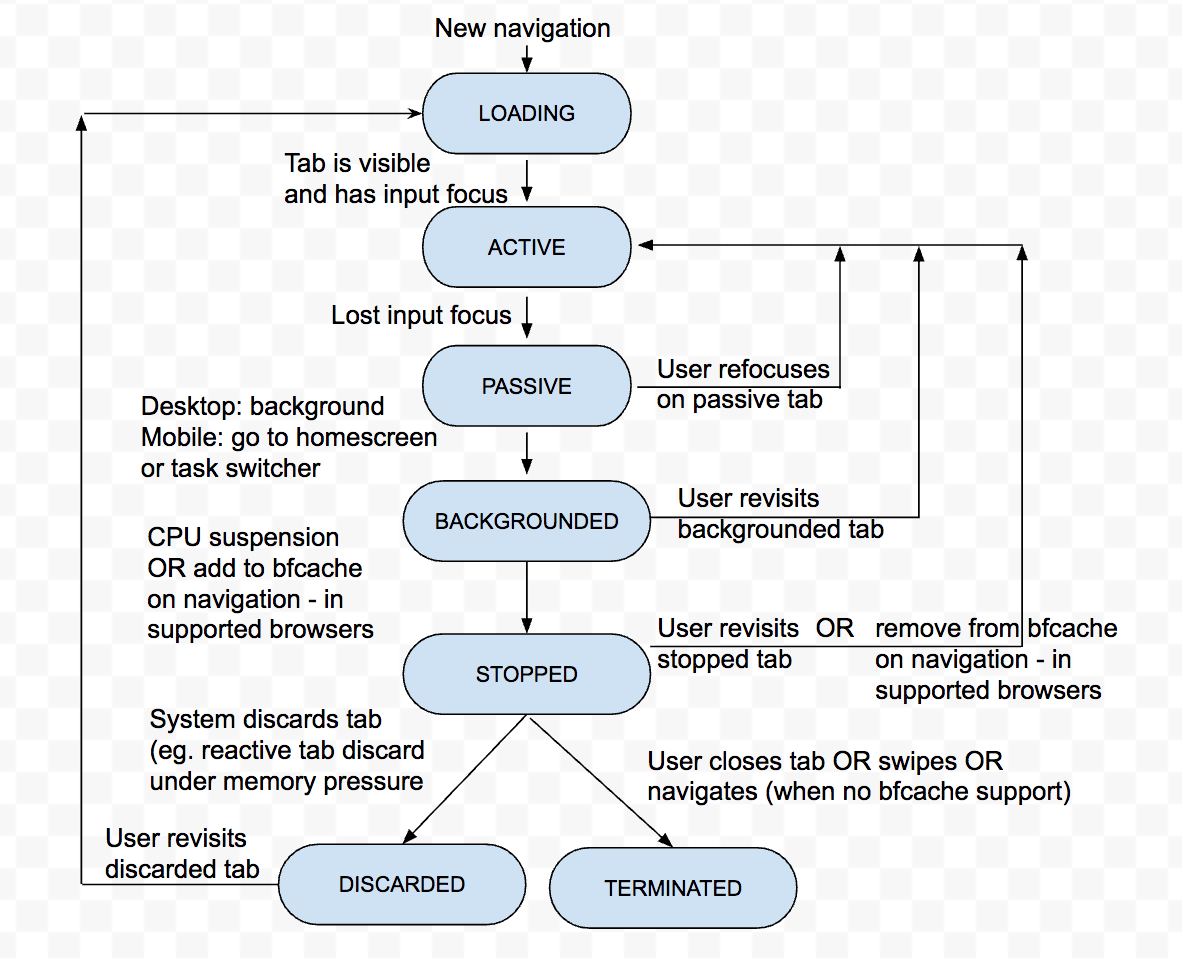 New navigation
LOADING
Tab is visible
and has input focus
ACTIVE
Lost input focus
PASSIVE
User refocuses
on passive tab
Desktop: background
Mobile: go to homescreen
or task switcher
BACKGROUNDED
User revisits
backgrounded tab
CPU suspension
OR add to bfcache
on navigation - in
supported browsers
User revisits OR remove from bfcache
stopped tab on navigation - in
supported browsers
STOPPED
System discards tab
(eg. reactive tab discard
under memory pressure
User closes tab OR swipes OR
navigates (when no bfcache support)
User revisits
discarded tab
DISCARDED
TERMINATED